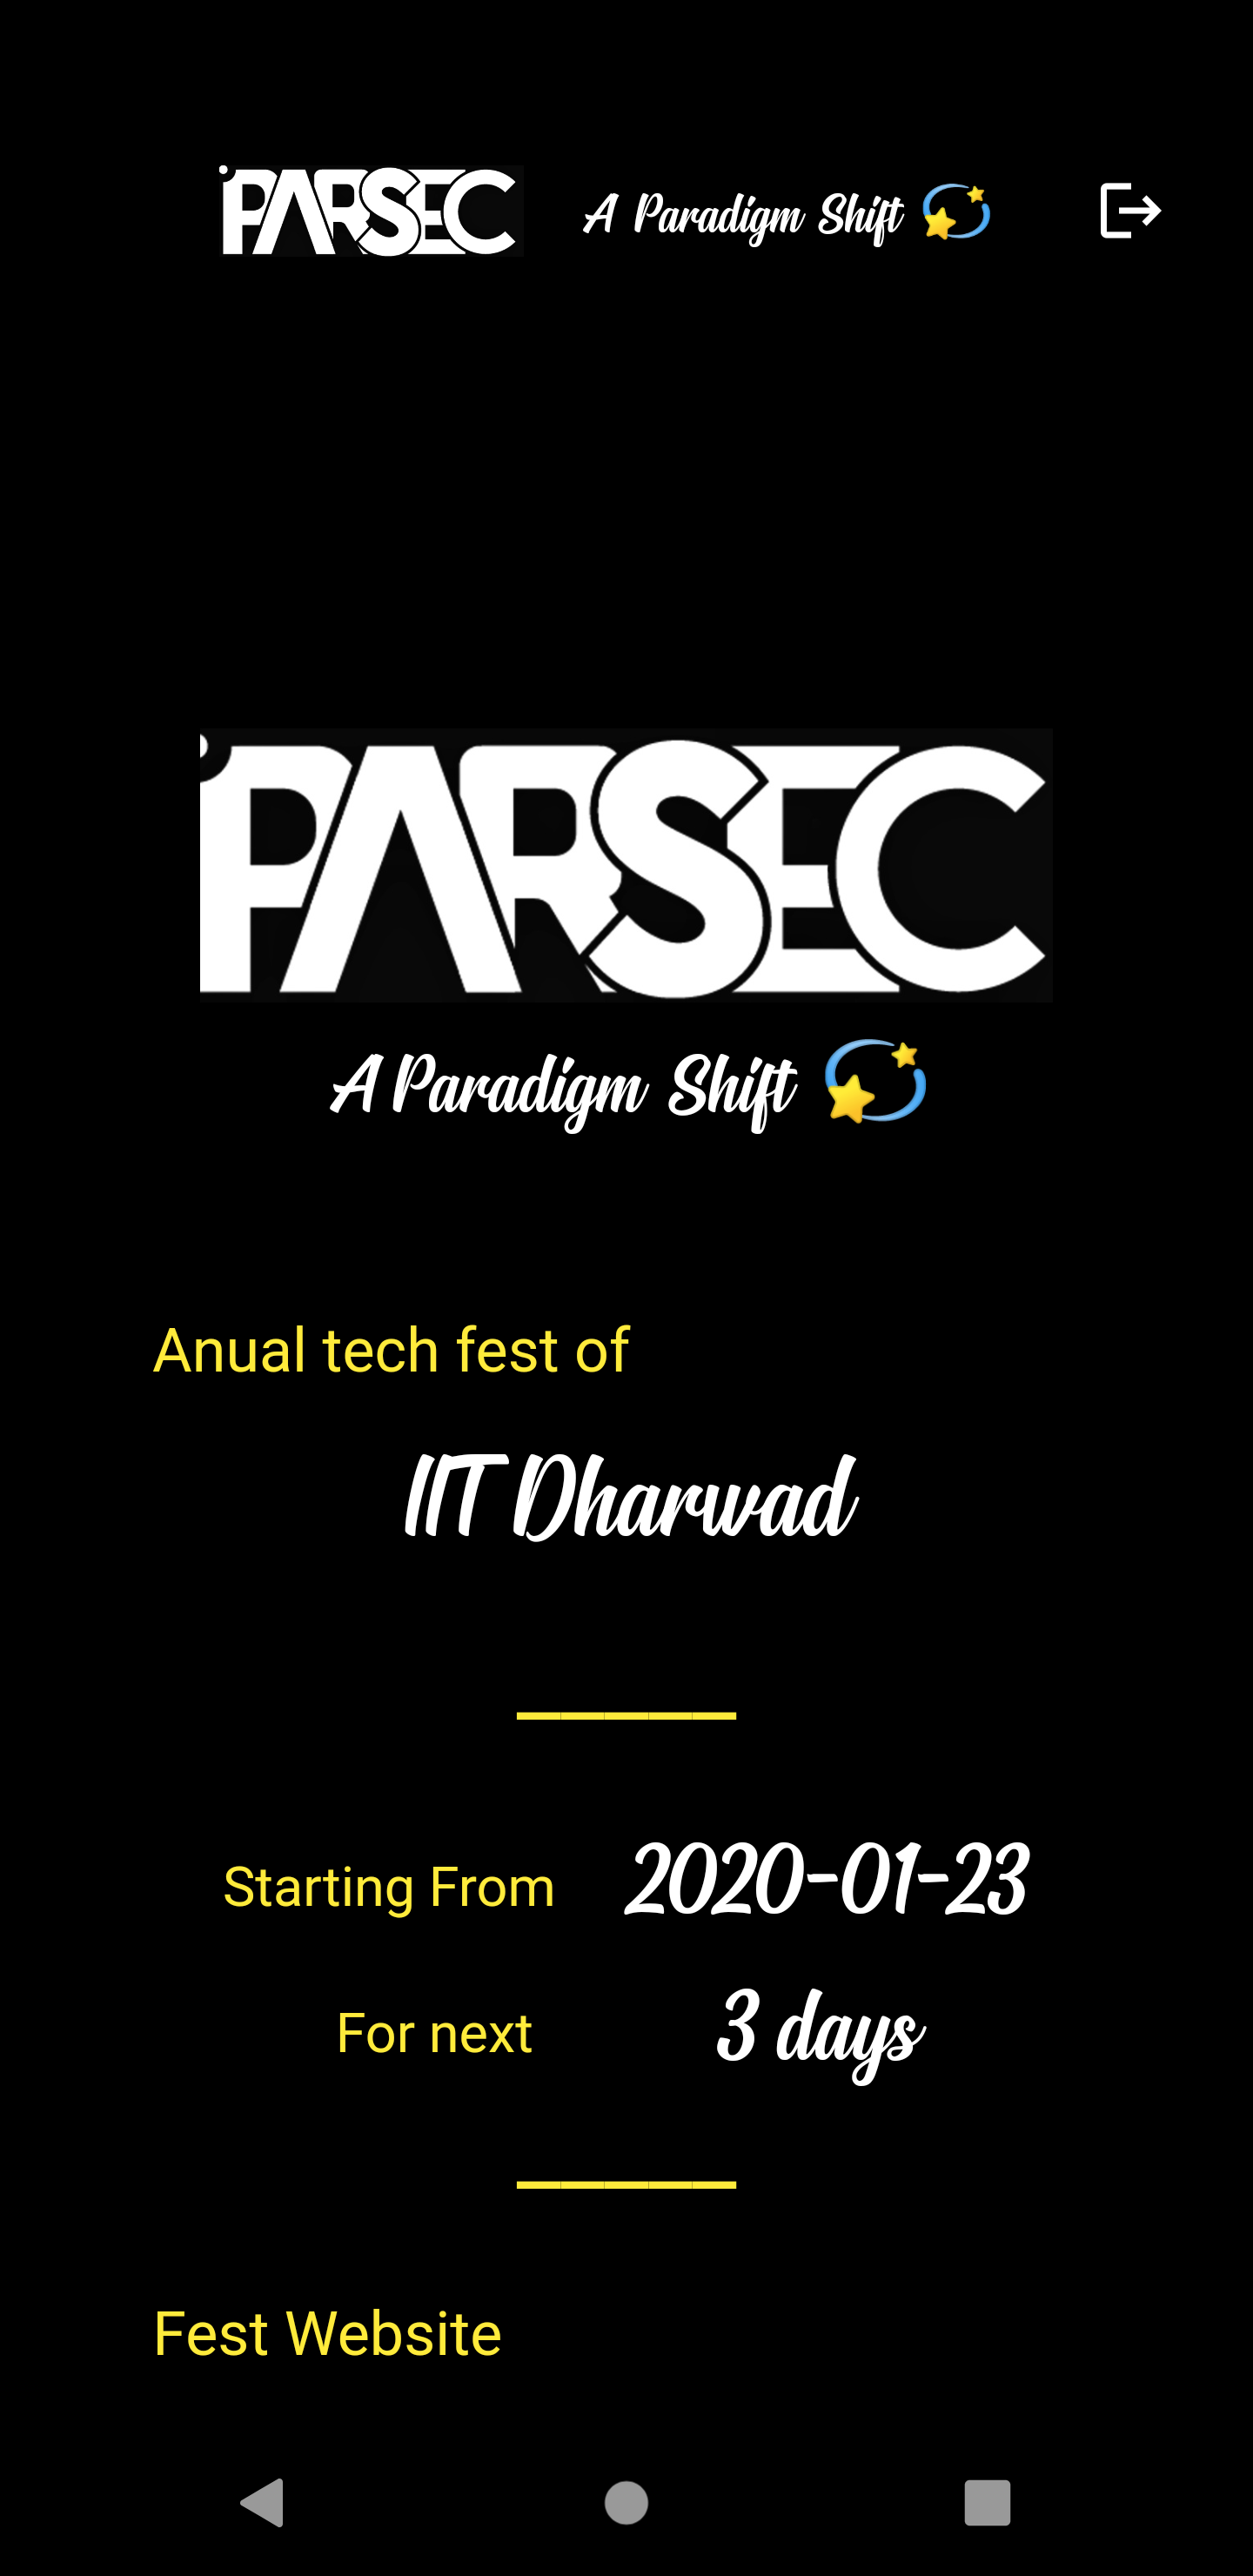 PARSEC A Paradigm Shift 💫
PARSEC
A Paradigm Shift 💫
Anual tech fest of
IIT Dharwad
Starting From 2020-01-23
For next 3 days
Fest Website